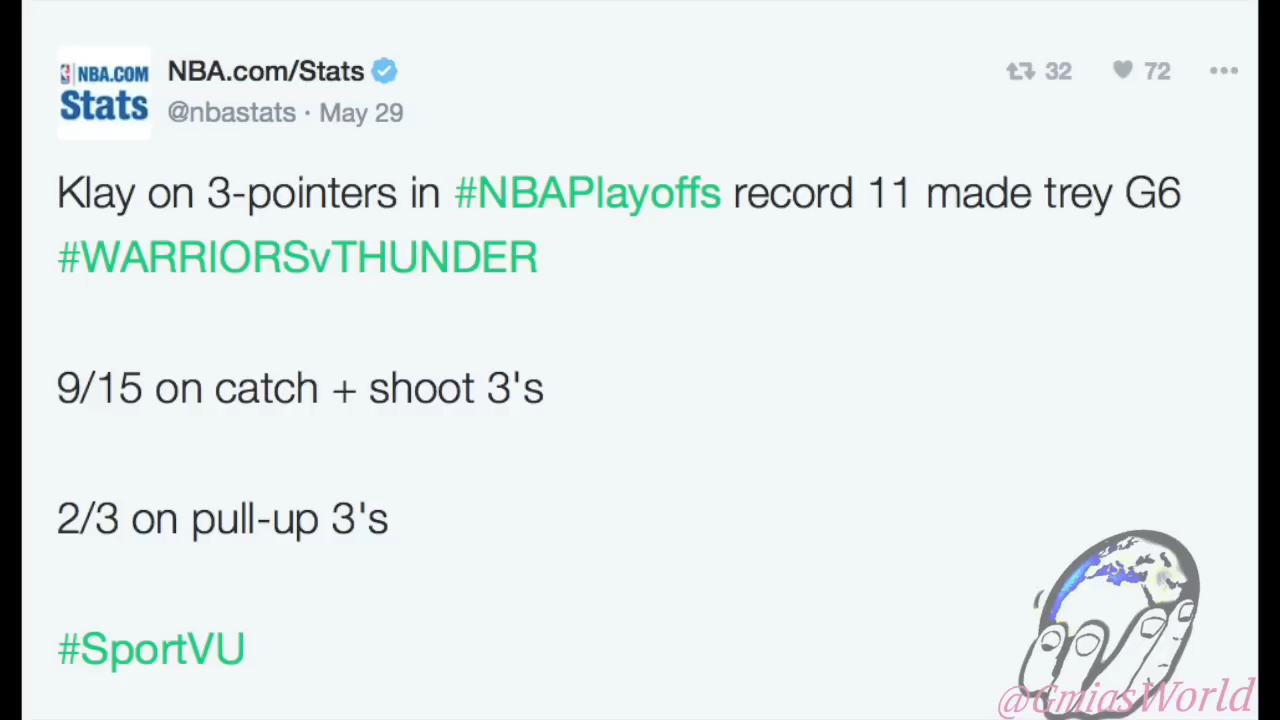 NBA.COM
Stats
NBA.com/Stats
@nbastats · May 29
32 72
Klay on 3-pointers in #NBAPlayoffs record 11 made trey G6
#WARRIORSvTHUNDER
9/15 on catch + shoot 3's
2/3 on pull-up 3's
#SportVU
@GmiasWorld